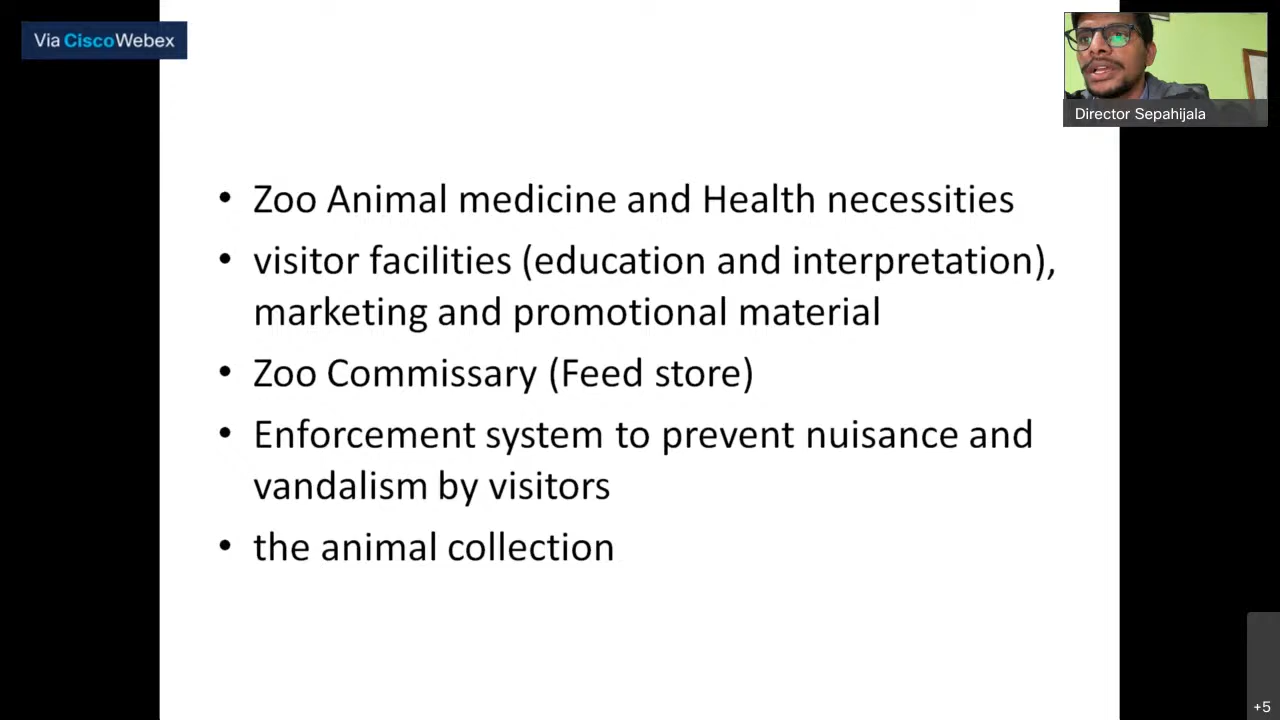 Via CiscoWebex
Director Sepahijala
• Zoo Animal medicine and Health necessities
• visitor facilities (education and interpretation),
marketing and promotional material
• Zoo Commissary (Feed store)
• Enforcement system to prevent nuisance and
vandalism by visitors
• the animal collection
+5